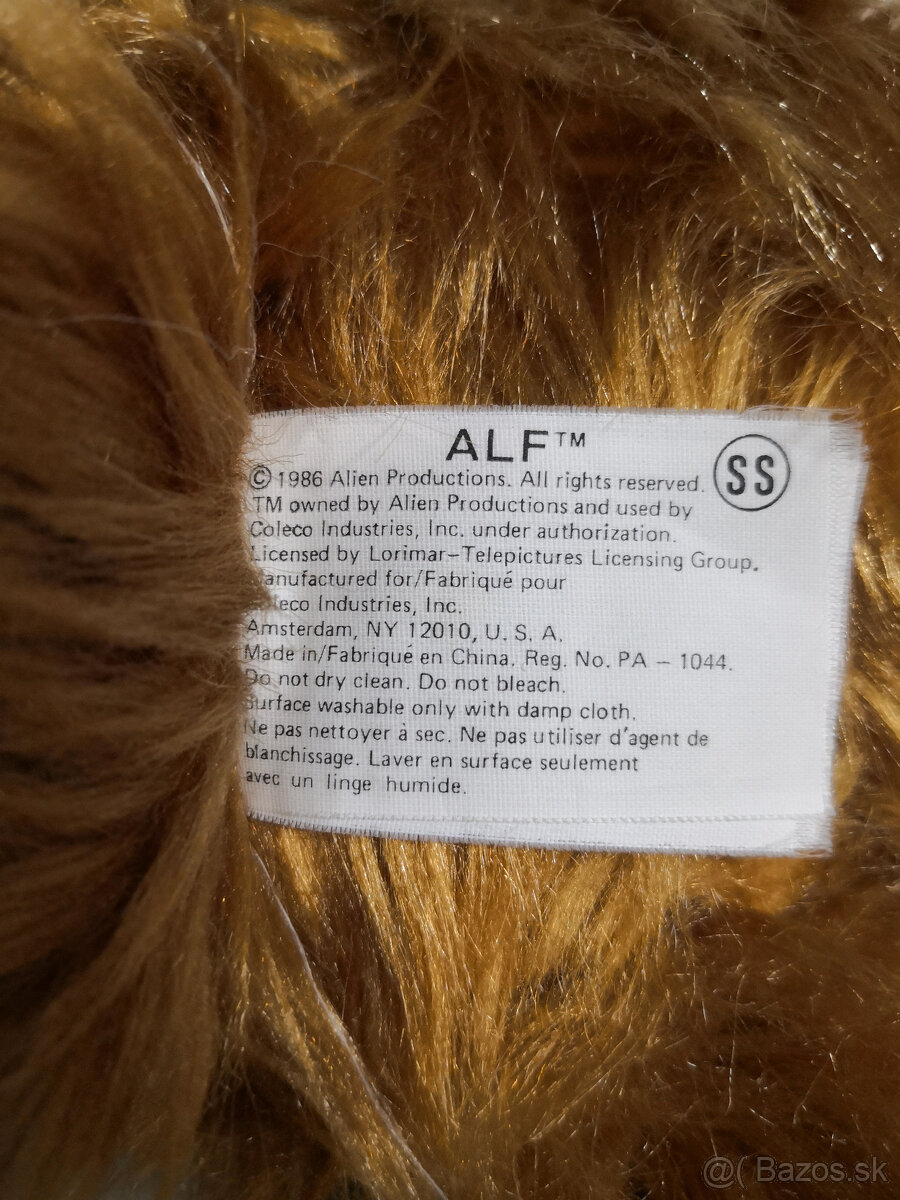 ALF™
SS
©1986 Alien Productions. All rights reserved.
TM owned by Alien Productions and used by
Coleco Industries, Inc. under authorization.
Licensed by Lorimar-Telepictures Licensing Group.
anufactured for/Fabriqué pour
eco Industries, Inc.
Amsterdam, NY 12010, U. S. A.
Made in/Fabriqué en China. Reg. No. PA – 1044.
Do not dry clean. Do not bleach.
Surface washable only with damp cloth.
Ne pas nettoyer à sec. Ne pas utiliser d'agent de
blanchissage. Laver en surface seulement
avec un linge humide.
@( Bazos.sk